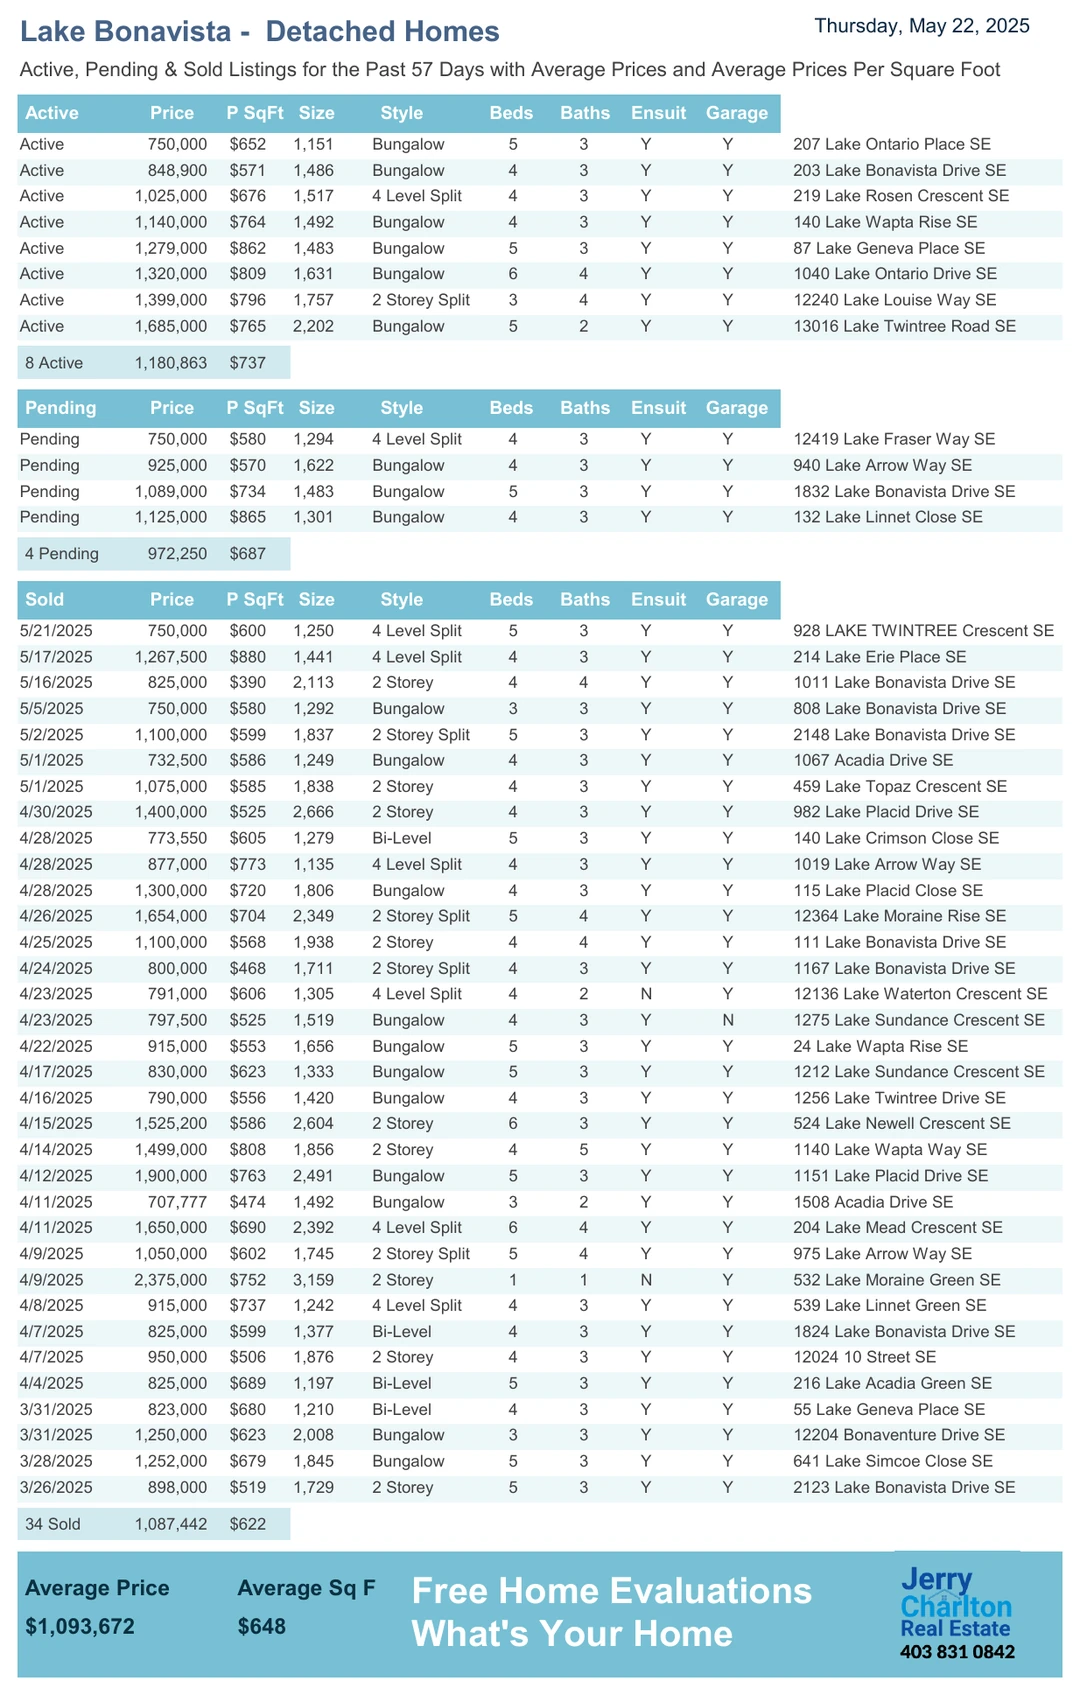 Lake Bonavista - Detached Homes
Thursday, May 22, 2025
Active, Pending & Sold Listings for the Past 57 Days with Average Prices and Average Prices Per Square Foot
Active Price P SqFt Size Style Beds Baths Ensuit Garage
Active 750,000 $652 1,151 Bungalow 5 3 Y Y 207 Lake Ontario Place SE
Active 848,900 $571 1,486 Bungalow 4 3 Y Y 203 Lake Bonavista Drive SE
Active 1,025,000 $676 1,517 4 Level Split 4 3 Y Y 219 Lake Rosen Crescent SE
Active 1,140,000 $764 1,492 Bungalow 4 3 Y Y 140 Lake Wapta Rise SE
Active 1,279,000 $862 1,483 Bungalow 5 3 Y Y 87 Lake Geneva Place SE
Active 1,320,000 $809 1,631 Bungalow 6 4 Y Y 1040 Lake Ontario Drive SE
Active 1,399,000 $796 1,757 2 Storey Split 3 4 Y Y 12240 Lake Louise Way SE
Active 1,685,000 $765 2,202 Bungalow 5 2 Y Y 13016 Lake Twintree Road SE
8 Active 1,180,863 $737
Pending Price P SqFt Size Style Beds Baths Ensuit Garage
Pending 750,000 $580 1,294 4 Level Split 4 3 Y Y 12419 Lake Fraser Way SE
Pending 925,000 $570 1,622 Bungalow 4 3 Y Y 940 Lake Arrow Way SE
Pending 1,089,000 $734 1,483 Bungalow 5 3 Y Y 1832 Lake Bonavista Drive SE
Pending 1,125,000 $865 1,301 Bungalow 4 3 Y Y 132 Lake Linnet Close SE
4 Pending 972,250 $687
Sold Price P SqFt Size Style Beds Baths Ensuit Garage
5/21/2025 750,000 $600 1,250 4 Level Split 5 3 Y Y 928 LAKE TWINTREE Crescent SE
5/17/2025 1,267,500 $880 1,441 4 Level Split 4 3 Y Y 214 Lake Erie Place SE
5/16/2025 825,000 $390 2,113 2 Storey 4 4 Y Y 1011 Lake Bonavista Drive SE
5/5/2025 750,000 $580 1,292 Bungalow 3 3 Y Y 808 Lake Bonavista Drive SE
5/2/2025 1,100,000 $599 1,837 2 Storey Split 5 3 Y Y 2148 Lake Bonavista Drive SE
5/1/2025 732,500 $586 1,249 Bungalow 4 3 Y Y 1067 Acadia Drive SE
5/1/2025 1,075,000 $585 1,838 2 Storey 4 3 Y Y 459 Lake Topaz Crescent SE
4/30/2025 1,400,000 $525 2,666 2 Storey 4 3 Y Y 982 Lake Placid Drive SE
4/28/2025 773,550 $605 1,279 Bi-Level 5 3 Y Y 140 Lake Crimson Close SE
4/28/2025 877,000 $773 1,135 4 Level Split 4 3 Y Y 1019 Lake Arrow Way SE
4/28/2025 1,300,000 $720 1,806 Bungalow 4 3 Y Y 115 Lake Placid Close SE
4/26/2025 1,654,000 $704 2,349 2 Storey Split 5 4 Y Y 12364 Lake Moraine Rise SE
4/25/2025 1,100,000 $568 1,938 2 Storey 4 4 Y Y 111 Lake Bonavista Drive SE
4/24/2025 800,000 $468 1,711 2 Storey Split 4 3 Y Y 1167 Lake Bonavista Drive SE
4/23/2025 791,000 $606 1,305 4 Level Split 4 2 N Y 12136 Lake Waterton Crescent SE
4/23/2025 797,500 $525 1,519 Bungalow 4 3 Y N 1275 Lake Sundance Crescent SE
4/22/2025 915,000 $553 1,656 Bungalow 5 3 Y Y 24 Lake Wapta Rise SE
4/17/2025 830,000 $623 1,333 Bungalow 5 3 Y Y 1212 Lake Sundance Crescent SE
4/16/2025 790,000 $556 1,420 Bungalow 4 3 Y Y 1256 Lake Twintree Drive SE
4/15/2025 1,525,200 $586 2,604 2 Storey 6 3 Y Y 524 Lake Newell Crescent SE
4/14/2025 1,499,000 $808 1,856 2 Storey 4 5 Y Y 1140 Lake Wapta Way SE
4/12/2025 1,900,000 $763 2,491 Bungalow 5 3 Y Y 1151 Lake Placid Drive SE
4/11/2025 707,777 $474 1,492 Bungalow 3 2 Y Y 1508 Acadia Drive SE
4/11/2025 1,650,000 $690 2,392 4 Level Split 6 4 Y Y 204 Lake Mead Crescent SE
4/9/2025 1,050,000 $602 1,745 2 Storey Split 5 4 Y Y 975 Lake Arrow Way SE
4/9/2025 2,375,000 $752 3,159 2 Storey 1 1 N Y 532 Lake Moraine Green SE
4/8/2025 915,000 $737 1,242 4 Level Split 4 3 Y Y 539 Lake Linnet Green SE
4/7/2025 825,000 $599 1,377 Bi-Level 4 3 Y Y 1824 Lake Bonavista Drive SE
4/7/2025 950,000 $506 1,876 2 Storey 4 3 Y Y 12024 10 Street SE
4/4/2025 825,000 $689 1,197 Bi-Level 5 3 Y Y 216 Lake Acadia Green SE
3/31/2025 823,000 $680 1,210 Bi-Level 4 3 Y Y 55 Lake Geneva Place SE
3/31/2025 1,250,000 $623 2,008 Bungalow 3 3 Y Y 12204 Bonaventure Drive SE
3/28/2025 1,252,000 $679 1,845 Bungalow 5 3 Y Y 641 Lake Simcoe Close SE
3/26/2025 898,000 $519 1,729 2 Storey 5 3 Y Y 2123 Lake Bonavista Drive SE
34 Sold 1,087,442 $622
Average Price Average Sq F
$1,093,672 $648
Free Home Evaluations
What's Your Home
Jerry
Charlton
Real Estate
403 831 0842